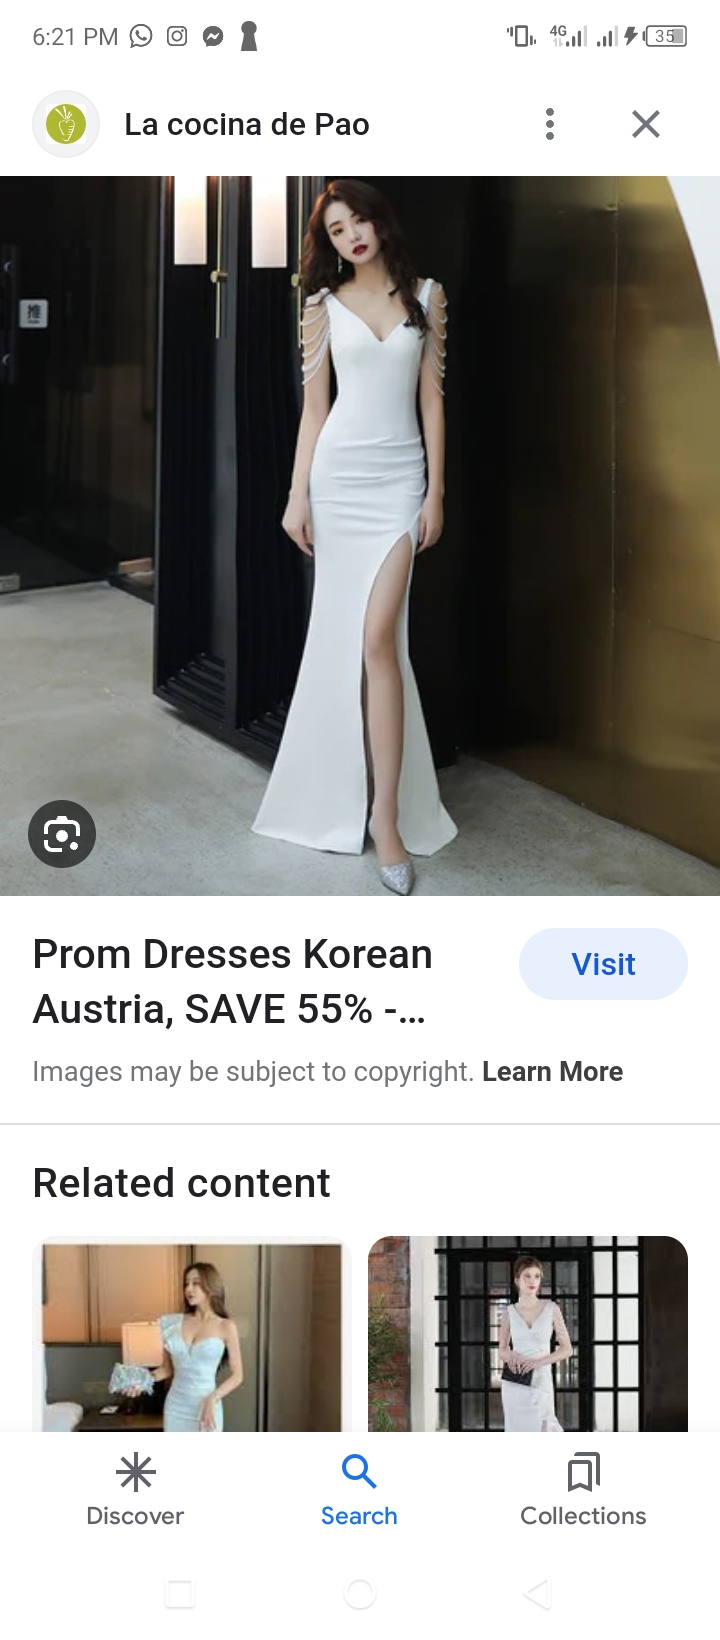 6:21 PM
4G
35
La cocina de Pao
推
Prom Dresses Korean
Austria, SAVE 55% -...
Visit
Images may be subject to copyright. Learn More
Related content
Discover
Search
Collections